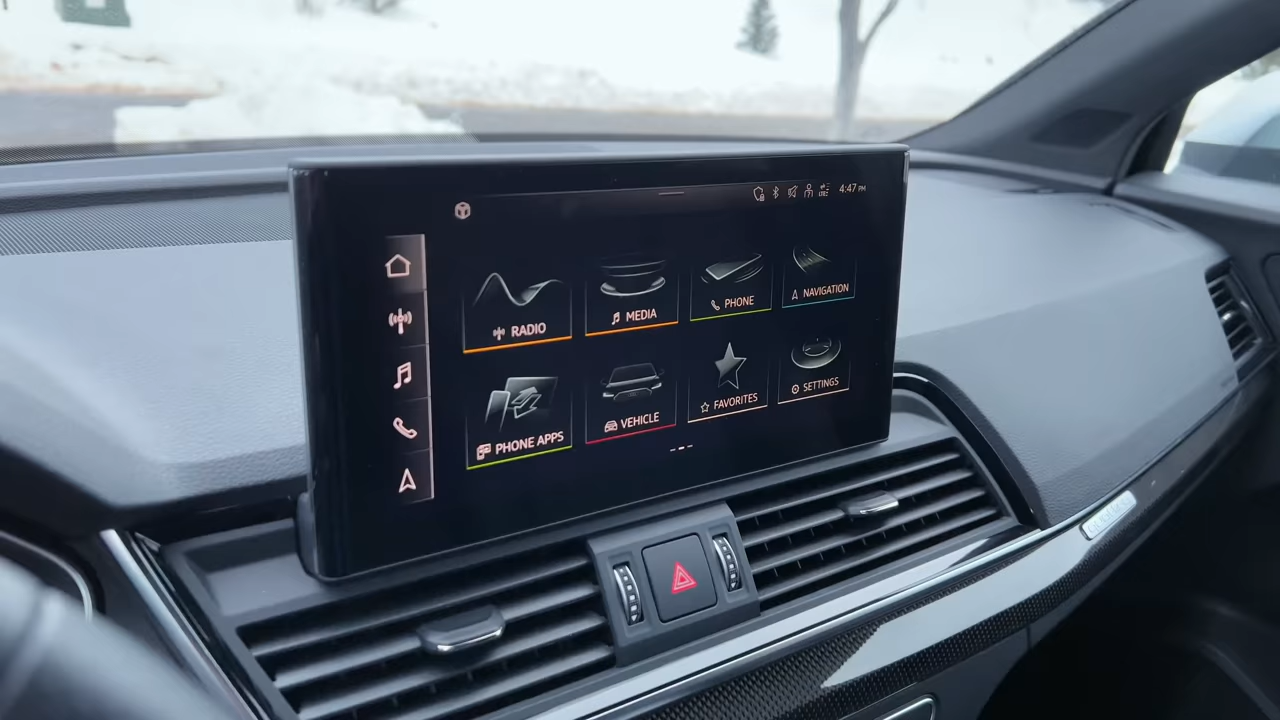 4:47 PM
RADIO
MEDIA
PHONE
NAVIGATION
PHONE APPS
VEHICLE
FAVORITES
SETTINGS